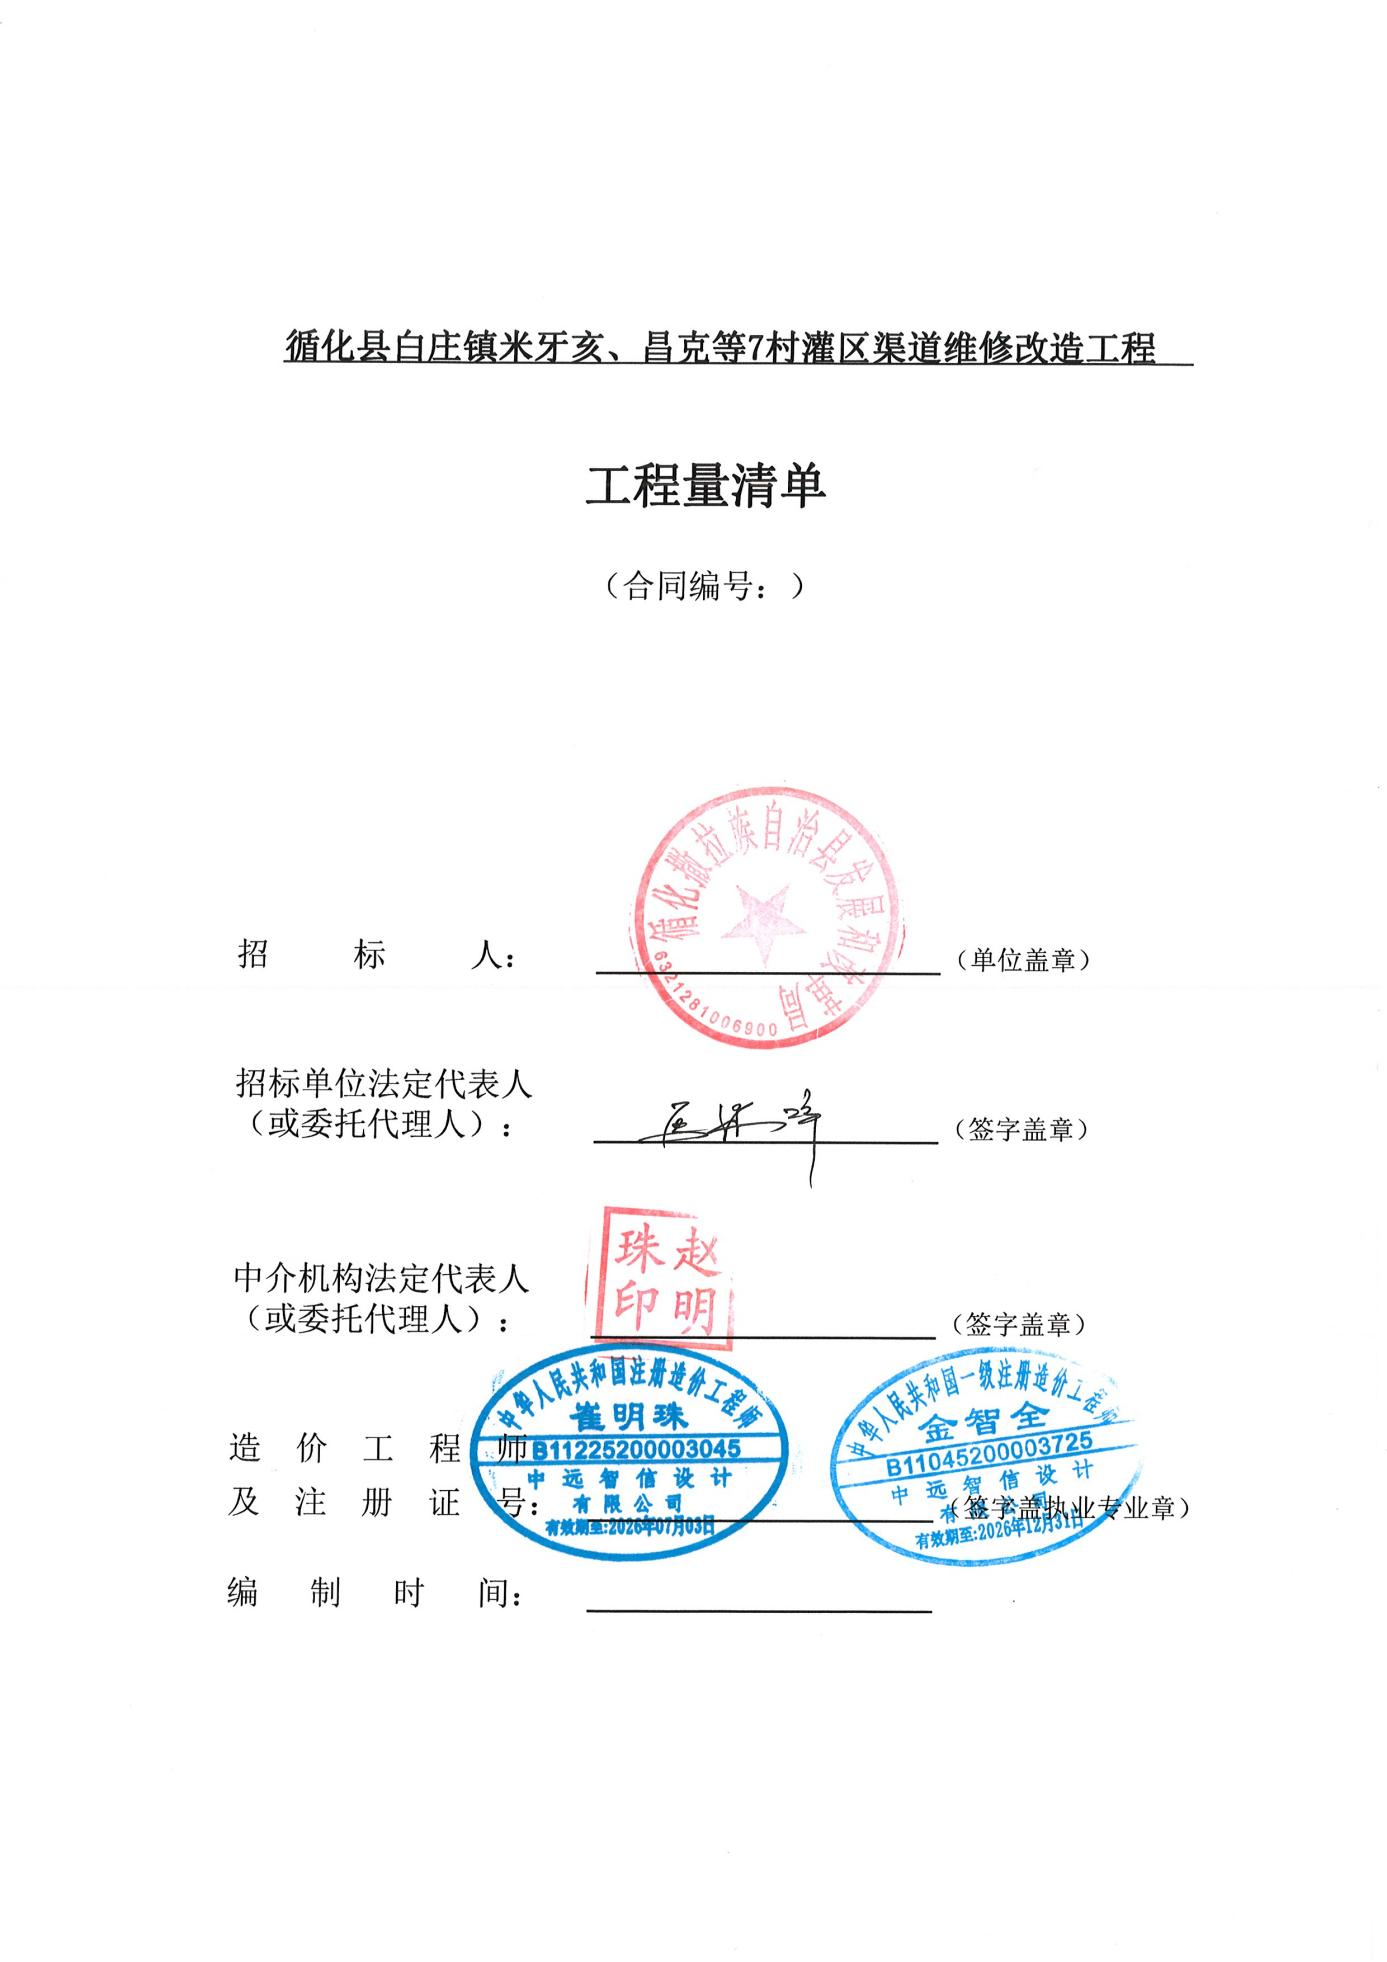 循化县白庄镇米牙亥、昌克等7村灌区渠道维修改造工程
工程量清单
（合同编号：）
循化撒拉族自治县发展和改革局
6321281006900
招标人：
（单位盖章）
招标单位法定代表人
（或委托代理人）：
（签字盖章）
赵明珠印
中介机构法定代表人
（或委托代理人）：
（签字盖章）
中华人民共和国注册造价工程师
崔明珠
B11225200003045
中远智信设计
有限公司
有效期至:2026年07月03日
中华人民共和国一级注册造价工程师
金智全
B11045200003725
中远智信设计
有限公司
有效期至:2026年12月31日
造价工程师
及注册证号：
（签字盖执业专业章）
编制时间：